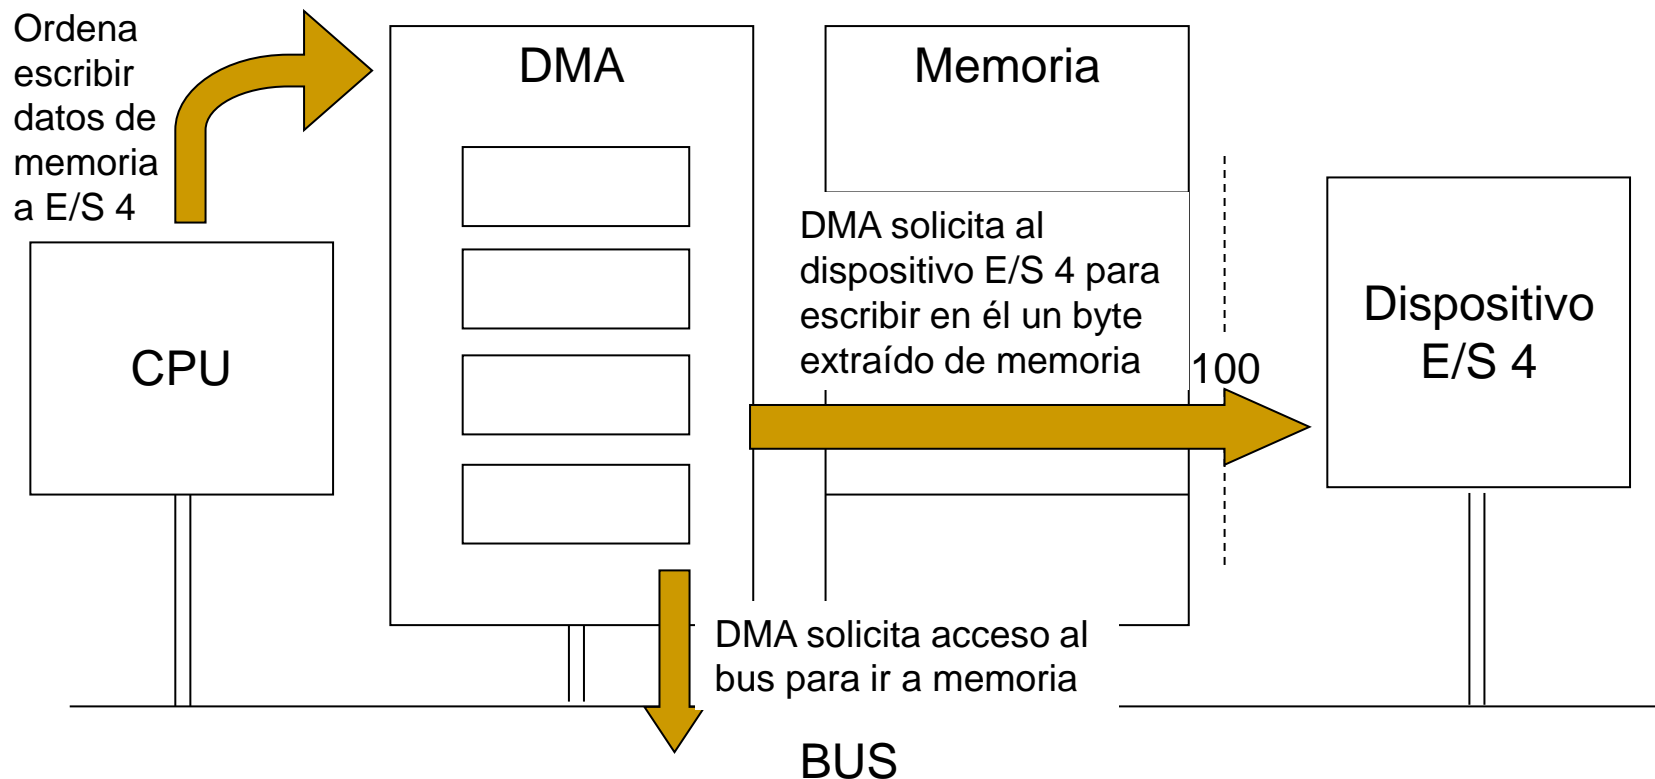 Ordena
escribir
datos de
memoria
a E/S 4
DMA
Memoria
DMA solicita al
dispositivo E/S 4 para
escribir en él un byte
extraído de memoria
100
Dispositivo
E/S 4
CPU
DMA solicita acceso al
bus para ir a memoria
BUS